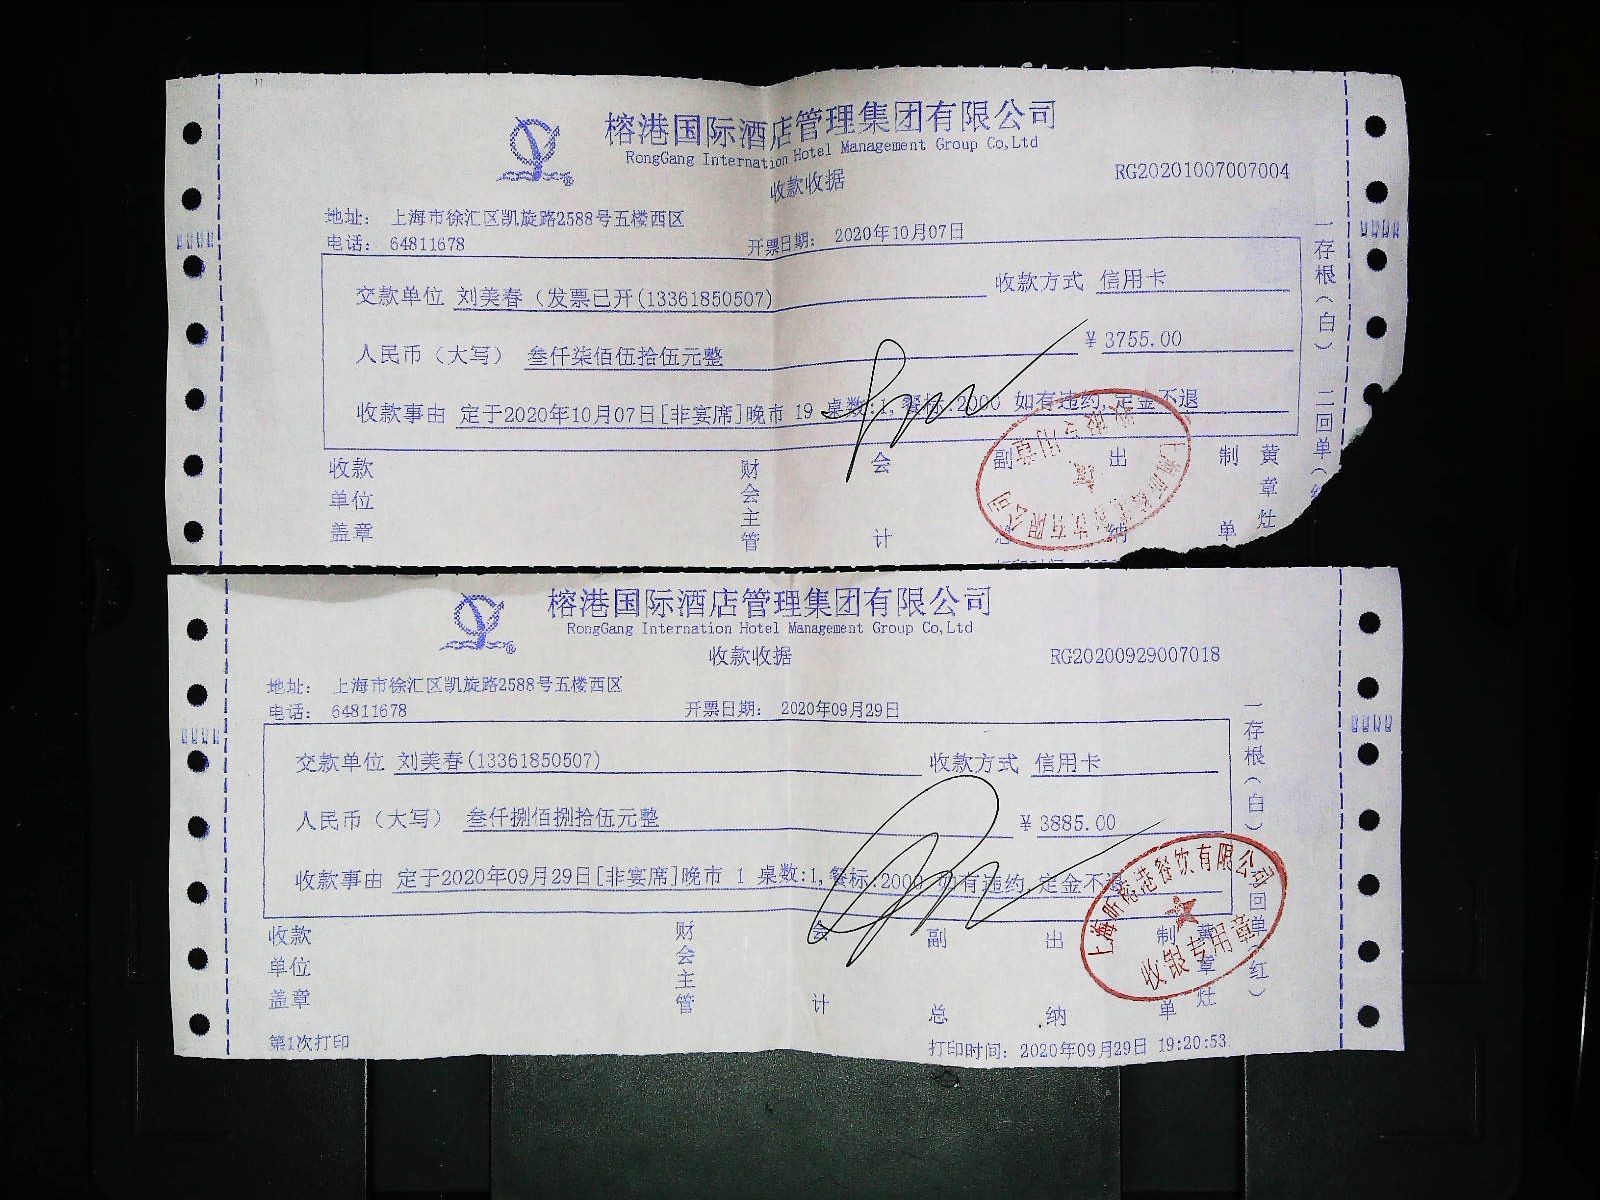 榕港国际酒店管理集团有限公司
RongGang Internation Hotel Management Group Co,Ltd
收款收据
RG20201007007004
地址： 上海市徐汇区凯旋路2588号五楼西区
电话： 64811678
开票日期： 2020年10月07日
交款单位 刘美春（发票已开(13361850507) 收款方式 信用卡
人民币（大写） 叁仟柒佰伍拾伍元整 ¥ 3755.00
收款事由 定于2020年10月07日[非宴席]晚市 19 桌数:1,餐标:2000 如有违约,定金不退
收款单位盖章 财会主管 会计 副总 出纳 制单 黄章灶
一存根（白） 二回单（
榕港国际酒店管理集团有限公司
RongGang Internation Hotel Management Group Co,Ltd
收款收据
RG20200929007018
地址： 上海市徐汇区凯旋路2588号五楼西区
电话： 64811678
开票日期： 2020年09月29日
交款单位 刘美春(13361850507) 收款方式 信用卡
人民币（大写） 叁仟捌佰捌拾伍元整 ¥ 3885.00
收款事由 定于2020年09月29日[非宴席]晚市 1 桌数:1,餐标:2000 如有违约,定金不退
收款单位盖章 财会主管 会计 副总 出纳 制单 黄章灶
一存根（白） 回单（红）
收银专用章
第1次打印
打印时间： 2020年09月29日 19:20:53